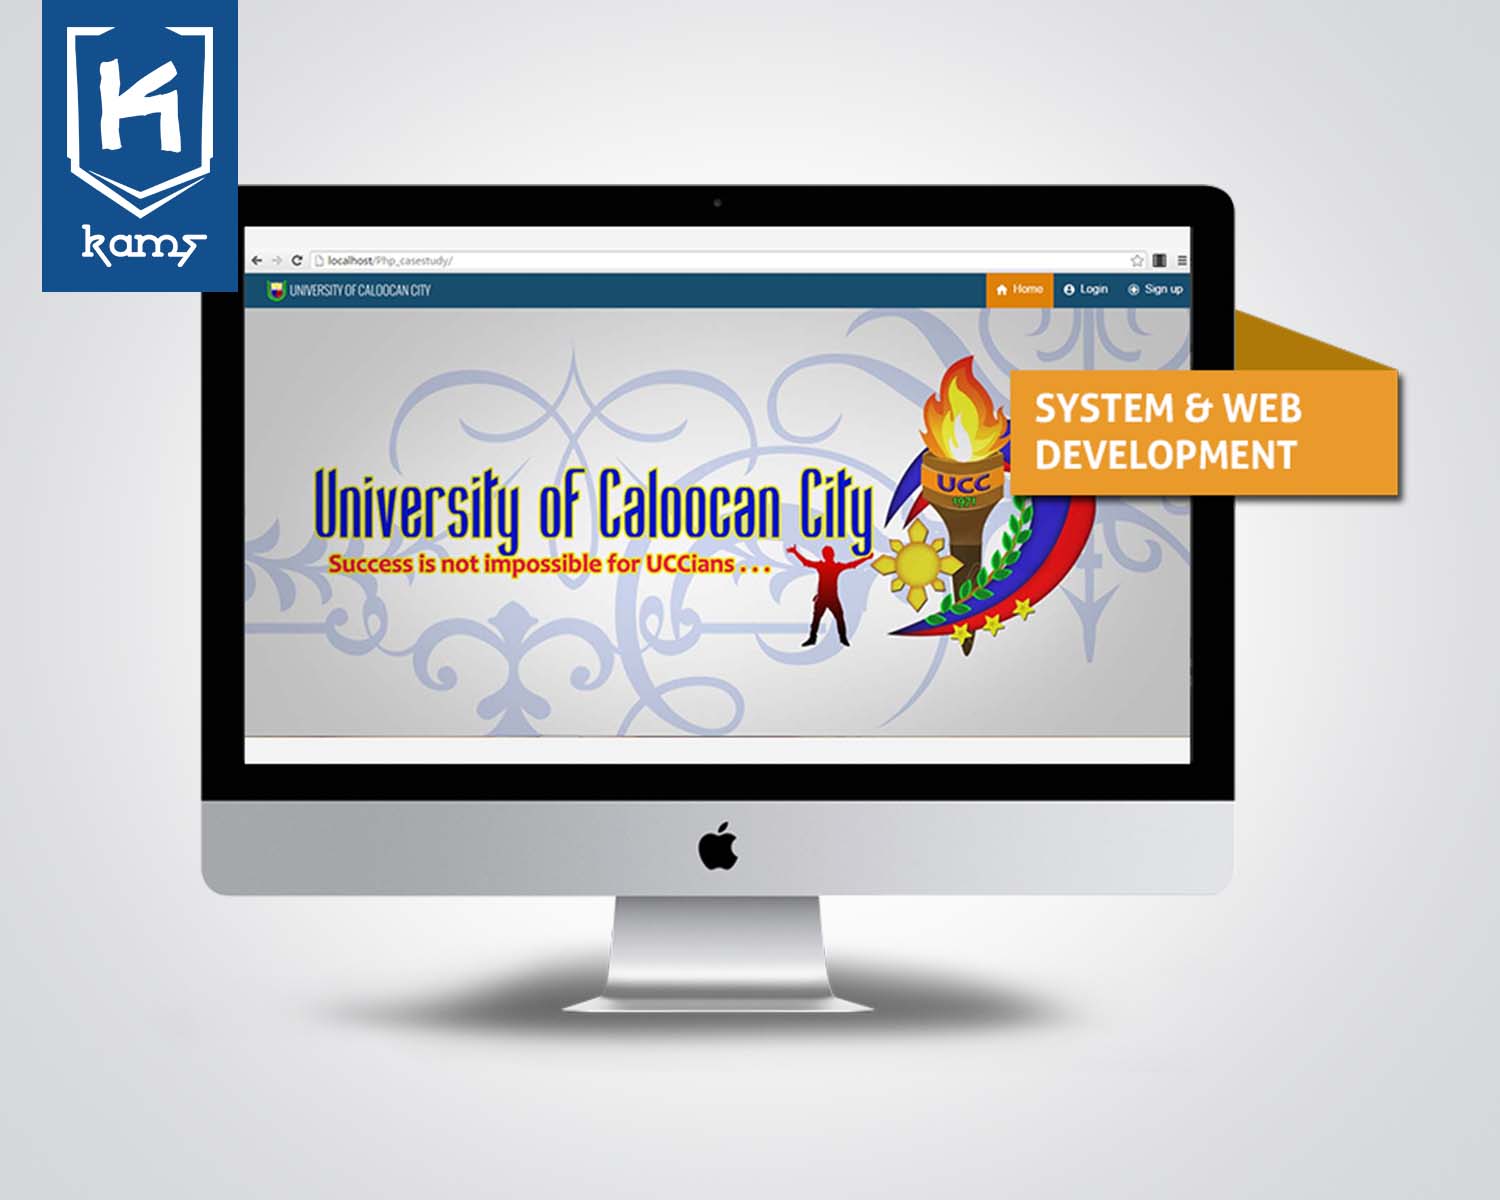 K
kams
localhost/Php_casestudy/
UNIVERSITY OF CALOOCAN CITY
Home
Login
Sign up
SYSTEM & WEB
DEVELOPMENT
UCC
1971
University of Caloocan City
Success is not impossible for UCCians . . .